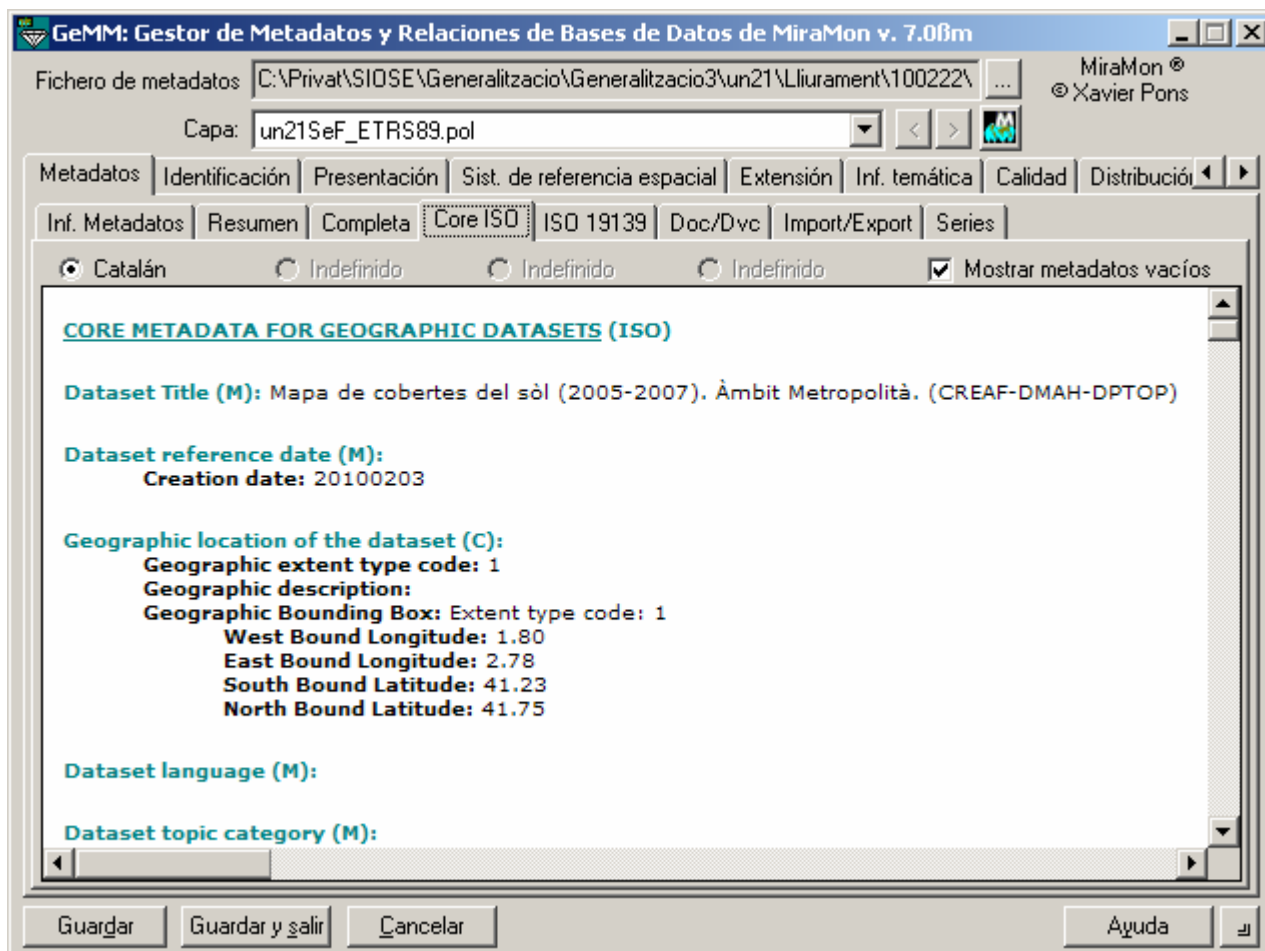 GeMM: Gestor de Metadatos y Relaciones de Bases de Datos de MiraMon v. 7.0ßm
Fichero de metadatos C:\Privat\SIOSE\Generalitzacio\Generalitzacio3\un21\Lliurament\100222\ ... MiraMon ®
© Xavier Pons
Capa: un21SeF_ETRS89.pol < >
Metadatos Identificación Presentación Sist. de referencia espacial Extensión Inf. temática Calidad Distribución
Inf. Metadatos Resumen Completa Core ISO ISO 19139 Doc/Dvc Import/Export Series
Catalán Indefinido Indefinido Indefinido Mostrar metadatos vacíos
CORE METADATA FOR GEOGRAPHIC DATASETS (ISO)
Dataset Title (M): Mapa de cobertes del sòl (2005-2007). Àmbit Metropolità. (CREAF-DMAH-DPTOP)
Dataset reference date (M):
Creation date: 20100203
Geographic location of the dataset (C):
Geographic extent type code: 1
Geographic description:
Geographic Bounding Box: Extent type code: 1
West Bound Longitude: 1.80
East Bound Longitude: 2.78
South Bound Latitude: 41.23
North Bound Latitude: 41.75
Dataset language (M):
Dataset topic category (M):
Guardar Guardar y salir Cancelar Ayuda